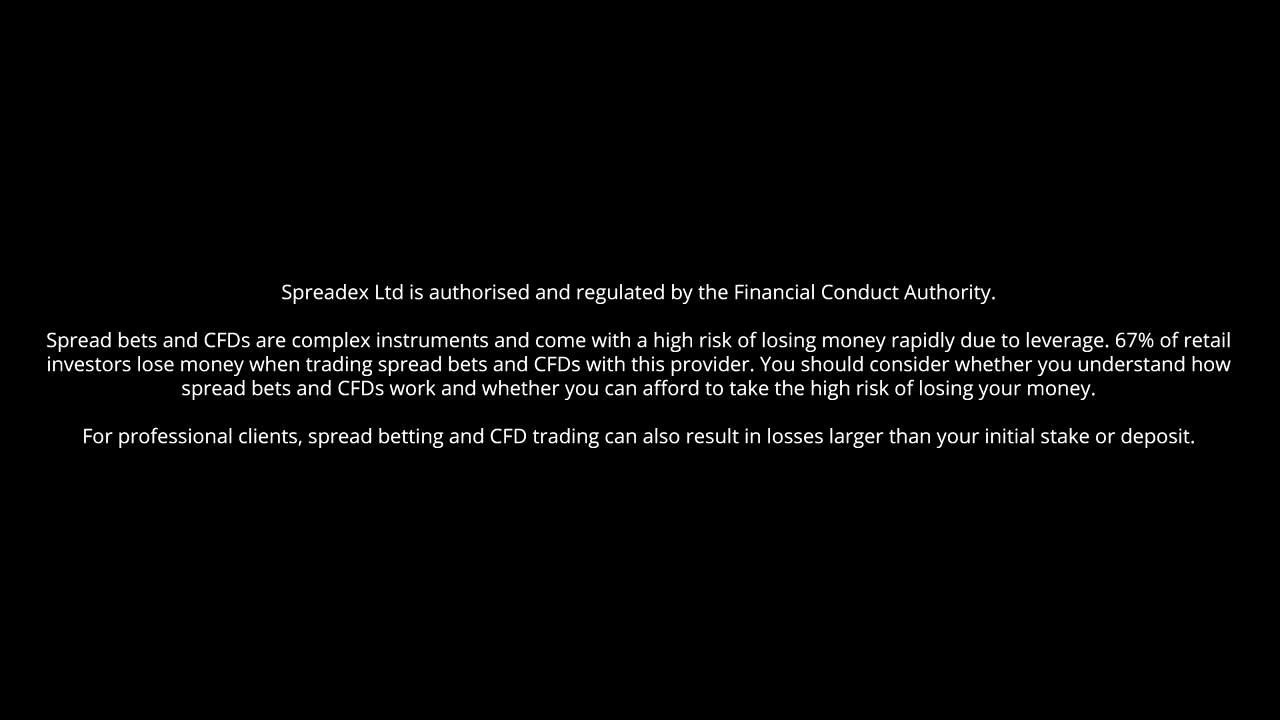 Spreadex Ltd is authorised and regulated by the Financial Conduct Authority.
Spread bets and CFDs are complex instruments and come with a high risk of losing money rapidly due to leverage. 67% of retail
investors lose money when trading spread bets and CFDs with this provider. You should consider whether you understand how
spread bets and CFDs work and whether you can afford to take the high risk of losing your money.
For professional clients, spread betting and CFD trading can also result in losses larger than your initial stake or deposit.